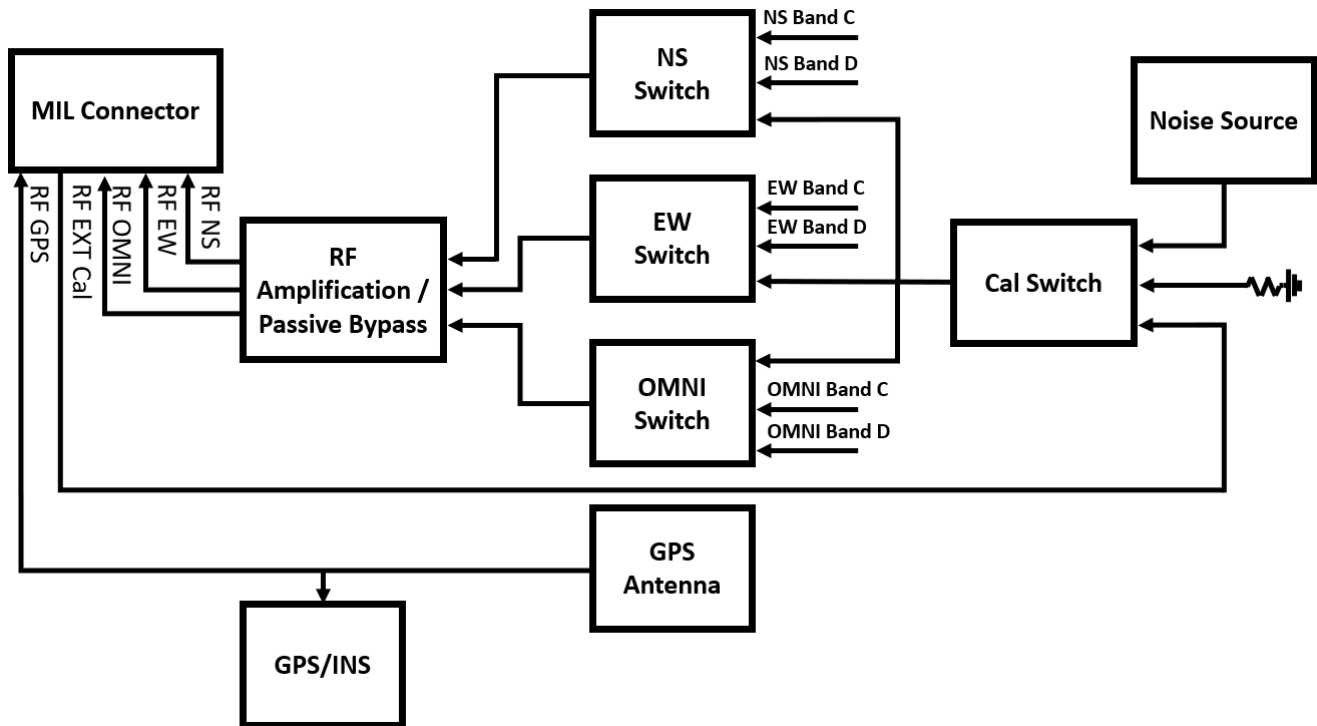 NS Band C
NS Band D
NS
Switch
MIL Connector
Noise Source
RF GPS
RF EXT Cal
RF OMNI
RF EW
RF NS
EW Band C
EW Band D
EW
Switch
RF
Amplification /
Passive Bypass
Cal Switch
OMNI
Switch
OMNI Band C
OMNI Band D
GPS
Antenna
GPS/INS